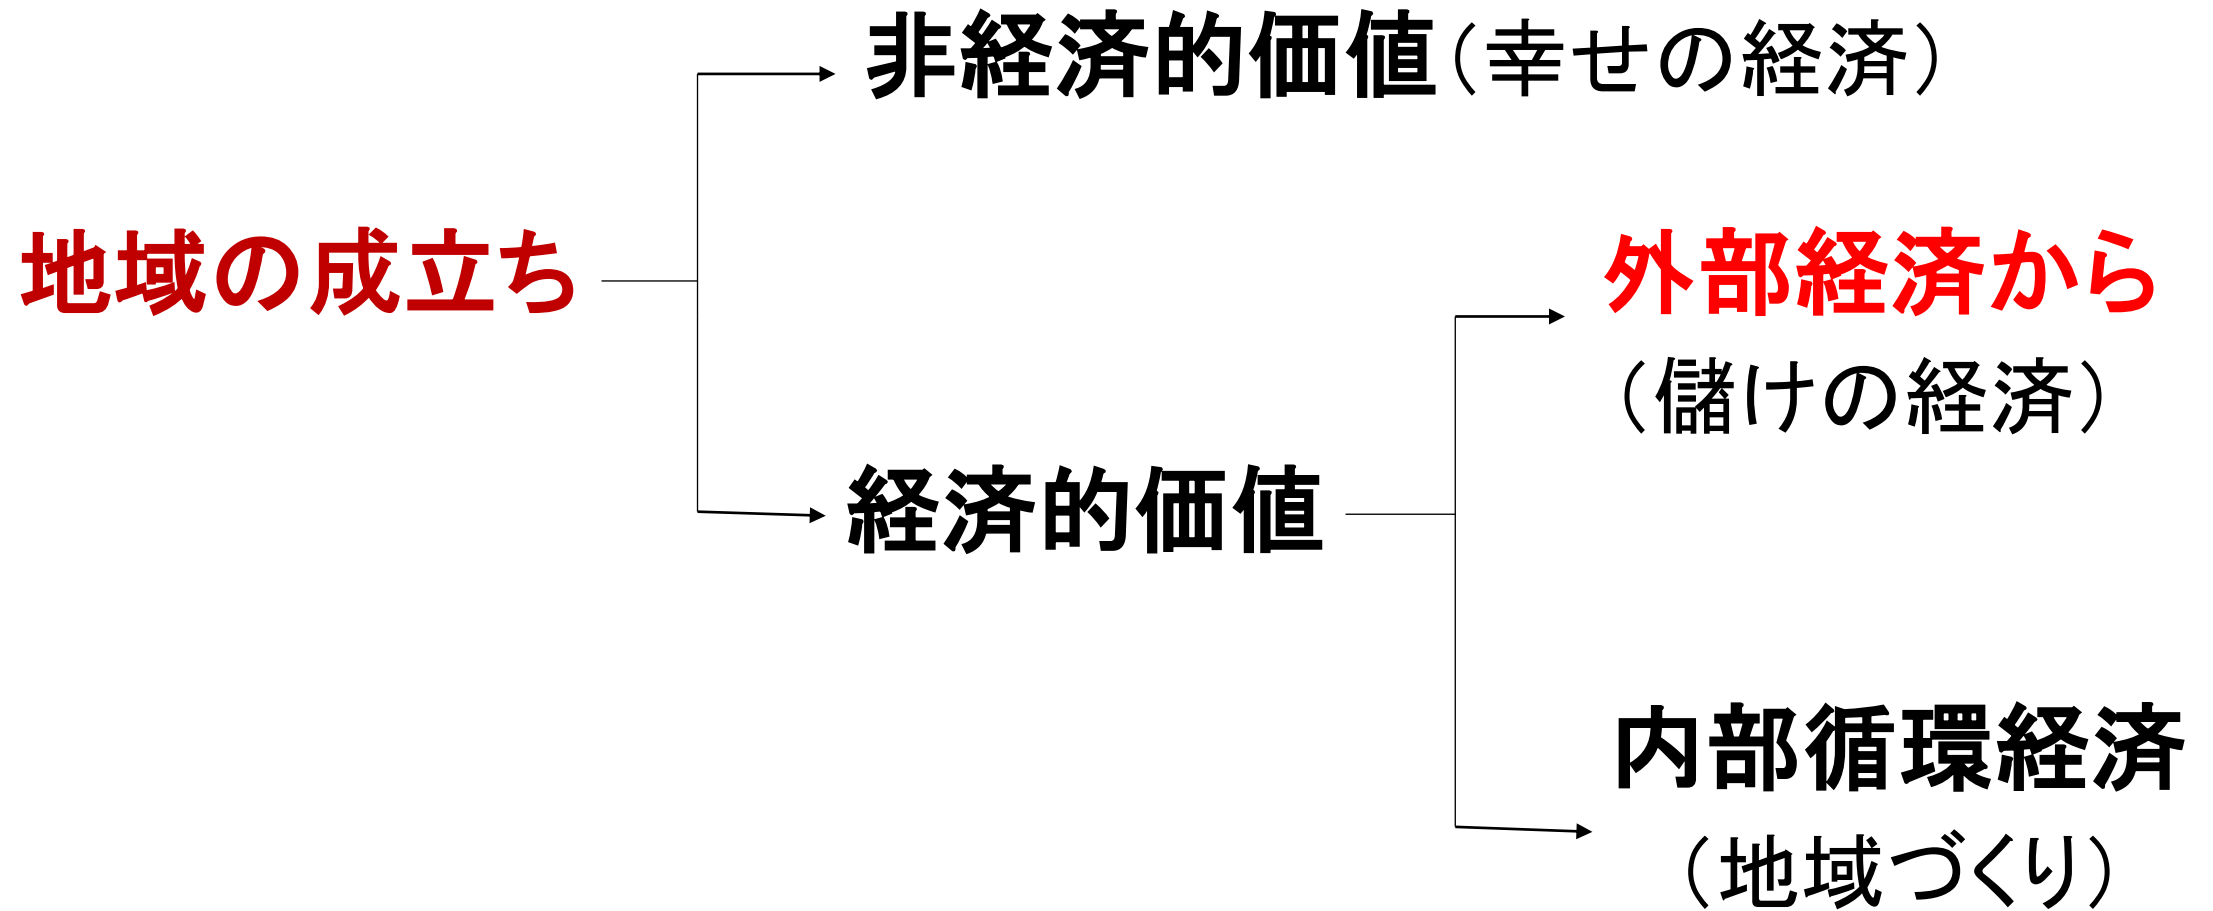 非経済的価値（幸せの経済）
地域の成立ち
外部経済から
（儲けの経済）
経済的価値
内部循環経済
（地域づくり）